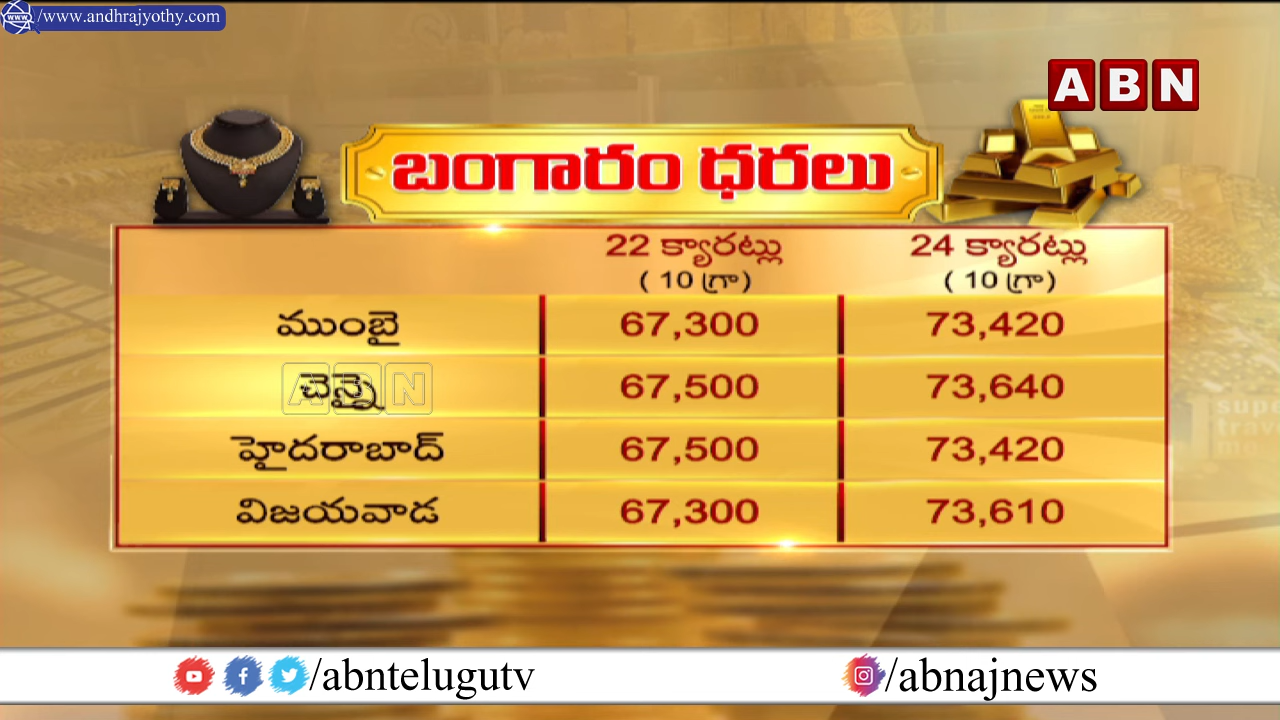 /www.andhrajyothy.com
ABN
బంగారం ధరలు
22 క్యారట్లు 24 క్యారట్లు
( 10 గ్రా) ( 10 గ్రా)
ముంబై 67,300 73,420
చెన్నై 67,500 73,640
ABN
హైదరాబాద్ 67,500 73,420
విజయవాడ 67,300 73,610
/abntelugutv /abnajnews